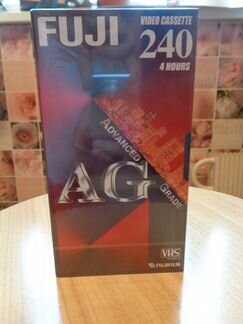 FUJI
VIDEO CASSETTE
240
4 HOURS
ADVANCED
AG
GRADE
VHS
FUJIFILM